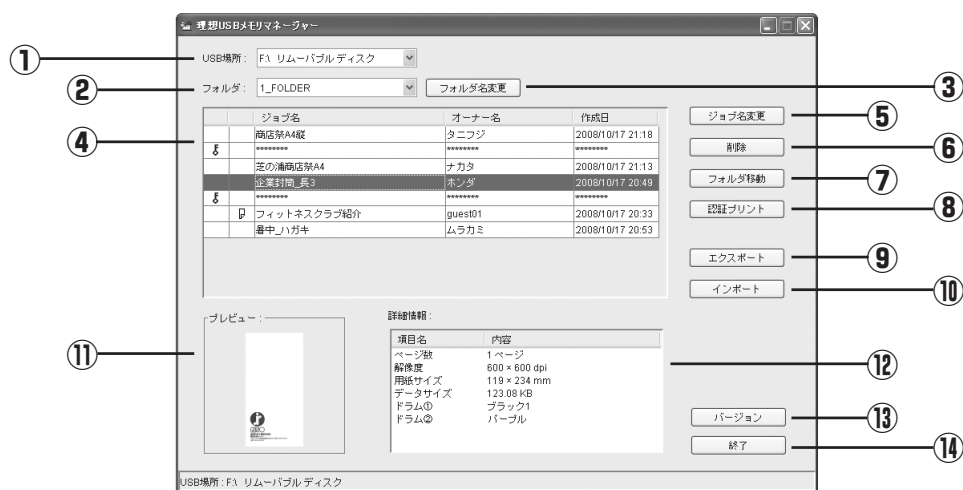 理想USBメモリマネージャー
① USB場所: F:\ リムーバブル ディスク
② フォルダ: 1_FOLDER フォルダ名変更 ③
④
ジョブ名 オーナー名 作成日
商店祭A4縦 タニフジ 2008/10/17 21:18
******** ******** ********
芝の浦商店祭A4 ナカタ 2008/10/17 21:13
企業封筒_長3 ホンダ 2008/10/17 20:49
******** ******** ********
フィットネスクラブ紹介 guest01 2008/10/17 20:33
暑中_ハガキ ムラカミ 2008/10/17 20:53
ジョブ名変更 ⑤
削除 ⑥
フォルダ移動 ⑦
認証プリント ⑧
エクスポート ⑨
インポート ⑩
⑪ プレビュー:
詳細情報:
⑫
項目名 内容
ページ数 1 ページ
解像度 600 × 600 dpi
用紙サイズ 119 × 234 mm
データサイズ 123.08 KB
ドラム① ブラック1
ドラム② パープル
バージョン ⑬
終了 ⑭
USB場所 : F:\ リムーバブル ディスク